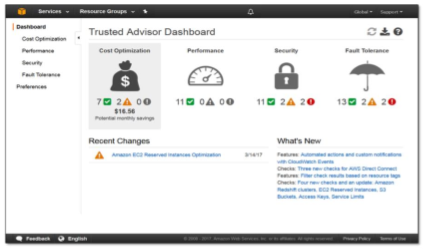 Services Resource Groups Global Support
Dashboard
Cost Optimization
Performance
Security
Fault Tolerance
Preferences
Trusted Advisor Dashboard
Cost Optimization
7 2 0
$16.56
Potential monthly savings
Performance
11 0 0
Security
11 2 2
Fault Tolerance
13 2 2
Recent Changes
Amazon EC2 Reserved Instances Optimization 3/14/17
What's New
Features: Automated actions and custom notifications
with CloudWatch Events
Checks: Three new checks for AWS Direct Connect
Features: Filter check results based on resource tags
Checks: Four new checks and an update: Amazon
Redshift clusters, EC2 Reserved Instances, S3
Buckets, Access Keys, Service Limits
Feedback English © 2008 - 2017, Amazon Web Services, Inc. or its affiliates. All rights reserved. Privacy Policy Terms of Use